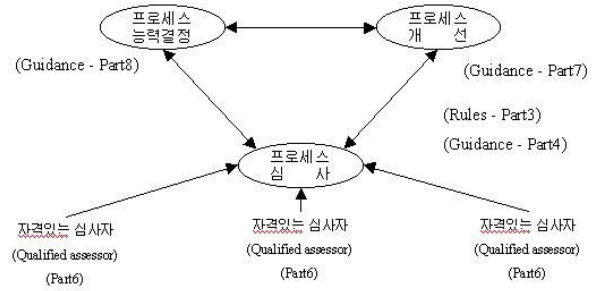 프로세스
능력결정
프로세스
개 선
(Guidance - Part8)
(Guidance - Part7)
(Rules - Part3)
(Guidance - Part4)
프로세스
심 사
자격있는 심사자
(Qualified assessor)
(Part6)
자격있는 심사자
(Qualified assessor)
(Part6)
자격있는 심사자
(Qualified assessor)
(Part6)